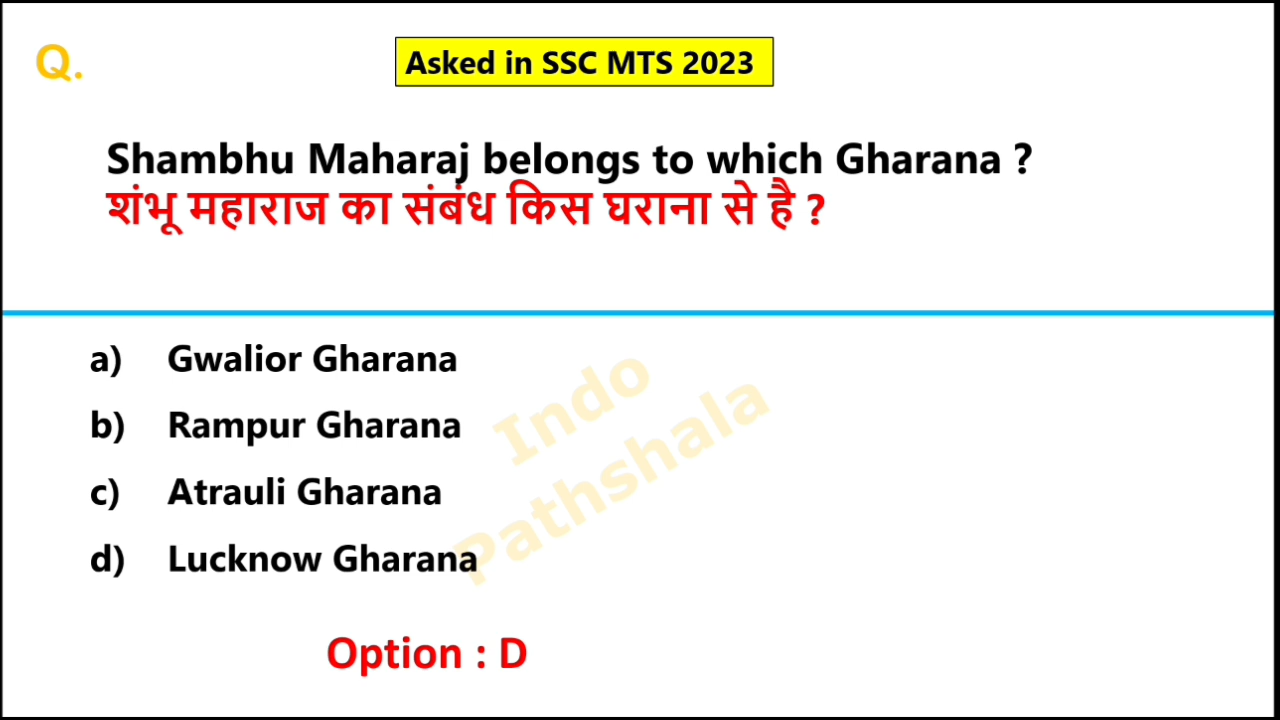 Q.
Asked in SSC MTS 2023
Shambhu Maharaj belongs to which Gharana ?
शंभू महाराज का संबंध किस घराना से है ?
a) Gwalior Gharana
b) Rampur Gharana
c) Atrauli Gharana
d) Lucknow Gharana
Indo
Pathshala
Option : D